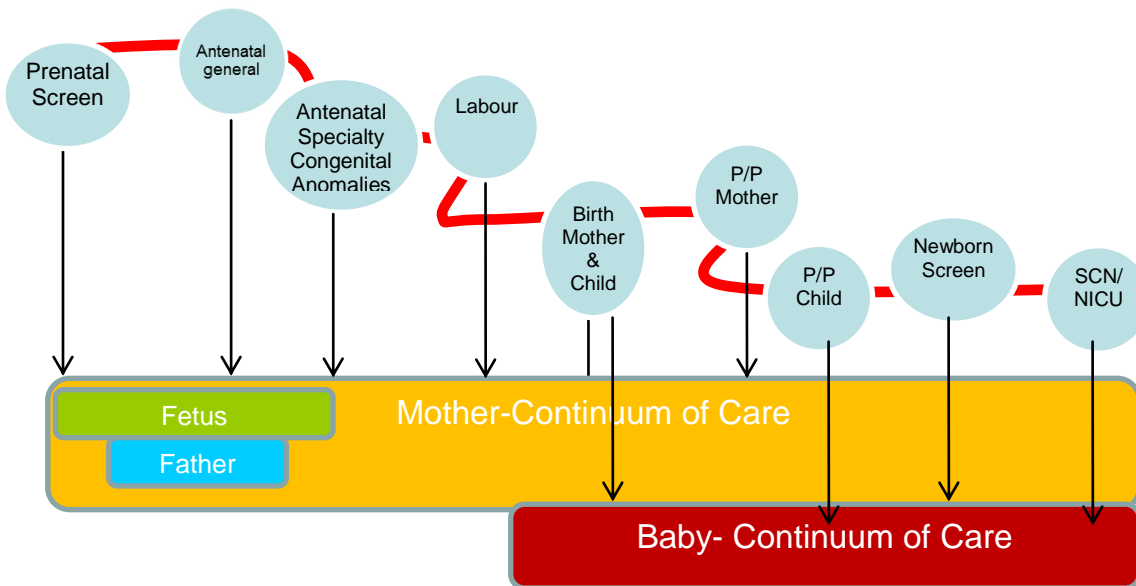 Prenatal
Screen
Antenatal
general
Antenatal
Specialty
Congenital
Anomalies
Labour
Birth
Mother
&
Child
P/P
Mother
P/P
Child
Newborn
Screen
SCN/
NICU
Fetus
Mother-Continuum of Care
Father
Baby- Continuum of Care